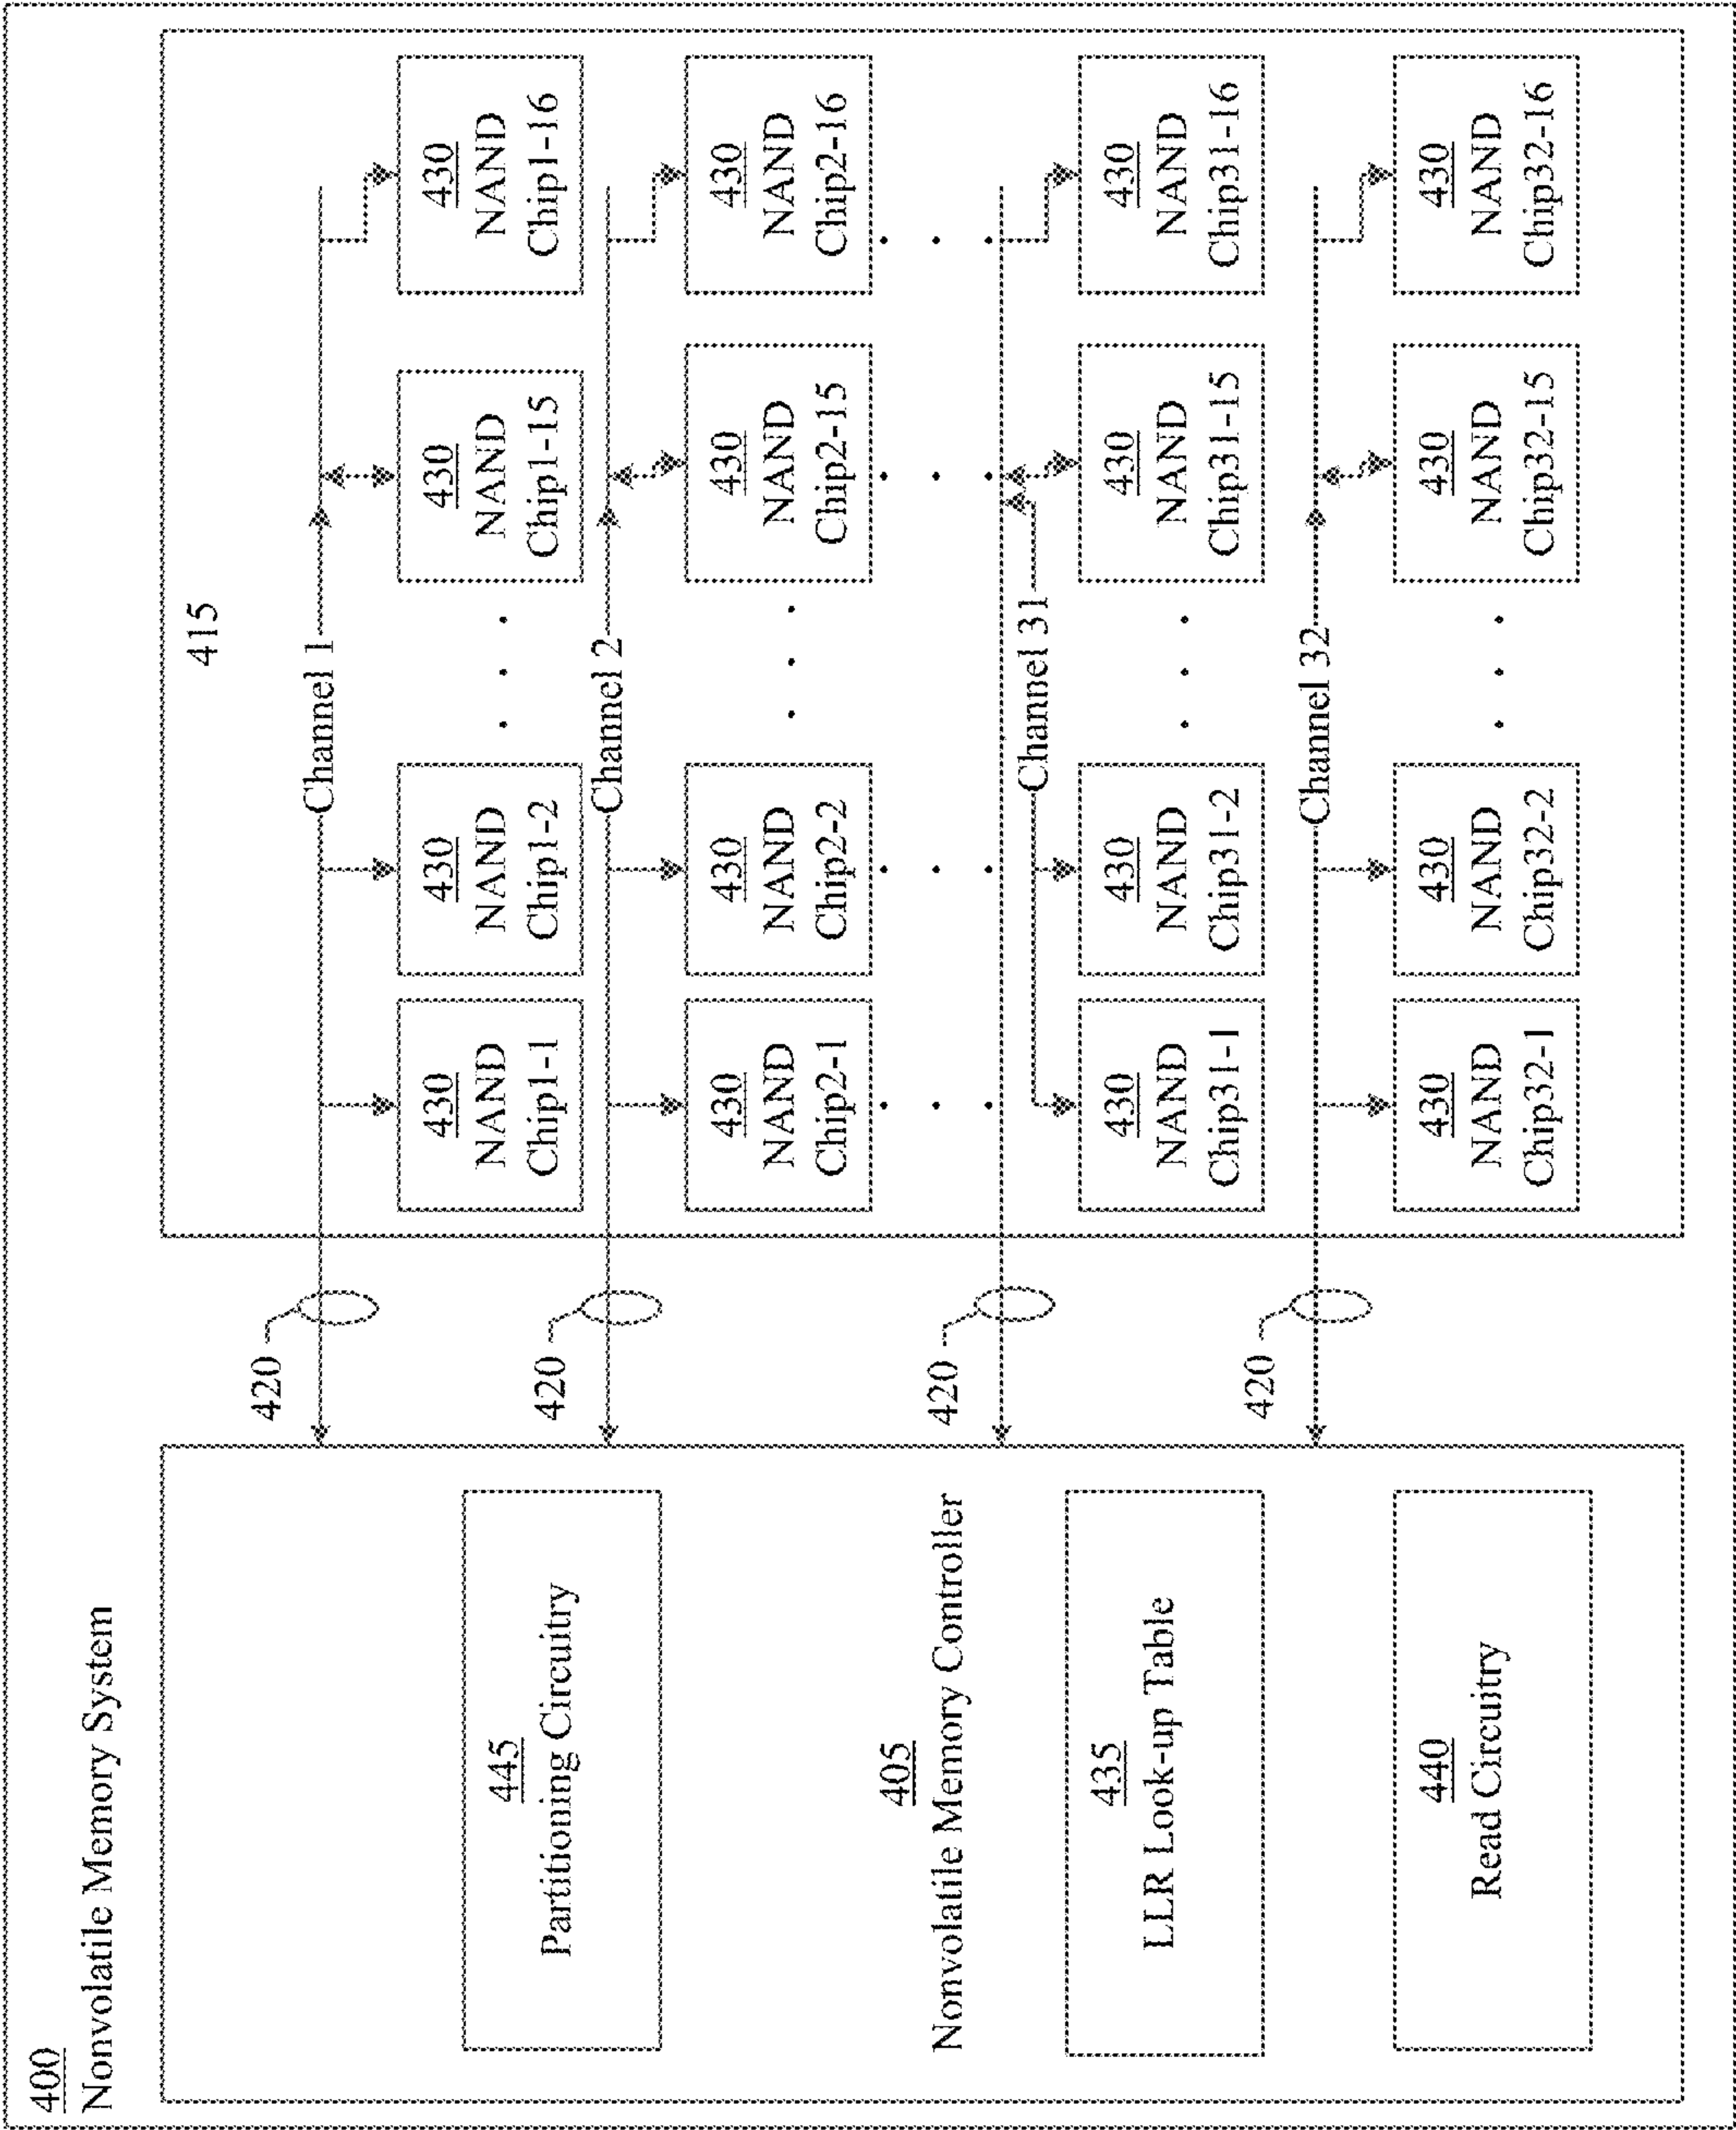 400
Nonvolatile Memory System
445
Partitioning Circuitry
405
Nonvolatile Memory Controller
435
LLR Look-up Table
440
Read Circuitry
420
420
420
420
415
Channel 1
430
NAND
Chip1-1
430
NAND
Chip1-2
. . .
430
NAND
Chip1-15
430
NAND
Chip1-16
Channel 2
430
NAND
Chip2-1
430
NAND
Chip2-2
. . .
430
NAND
Chip2-15
430
NAND
Chip2-16
Channel 31
430
NAND
Chip31-1
430
NAND
Chip31-2
. . .
430
NAND
Chip31-15
430
NAND
Chip31-16
Channel 32
430
NAND
Chip32-1
430
NAND
Chip32-2
. . .
430
NAND
Chip32-15
430
NAND
Chip32-16